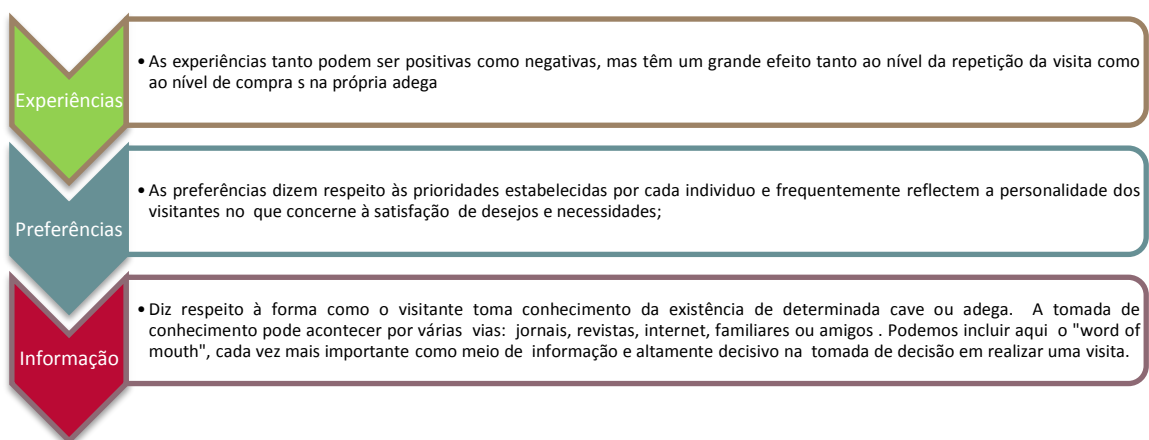 Experiências
• As experiências tanto podem ser positivas como negativas, mas têm um grande efeito tanto ao nível da repetição da visita como
ao nível de compra s na própria adega
Preferências
• As preferências dizem respeito às prioridades estabelecidas por cada individuo e frequentemente reflectem a personalidade dos
visitantes no que concerne à satisfação de desejos e necessidades;
Informação
• Diz respeito à forma como o visitante toma conhecimento da existência de determinada cave ou adega. A tomada de
conhecimento pode acontecer por várias vias: jornais, revistas, internet, familiares ou amigos . Podemos incluir aqui o "word of
mouth", cada vez mais importante como meio de informação e altamente decisivo na tomada de decisão em realizar uma visita.